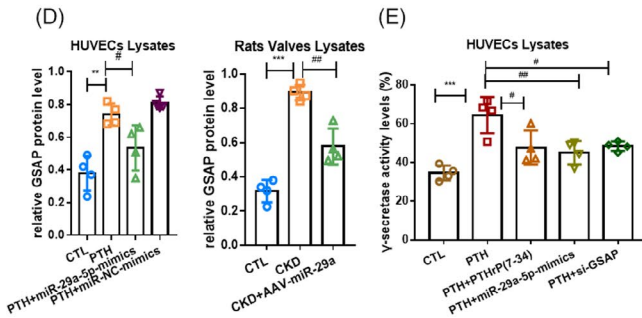 (D)
HUVECs Lysates
relative GSAP protein level
1.0
0.8
0.6
0.4
0.2
0.0
**
#
CTL
PTH
PTH+miR-29a-5p-mimics
PTH+miR-NC-mimics
Rats Valves Lysates
relative GSAP protein level
1.0
0.8
0.6
0.4
0.2
0.0
***
##
CTL
CKD
CKD+AAV-miR-29a
(E)
HUVECs Lysates
γ-secretase activity levels (%)
80
60
40
20
0
***
#
##
#
CTL
PTH
PTH+PTHrP(7-34)
PTH+miR-29a-5p-mimics
PTH+si-GSAP